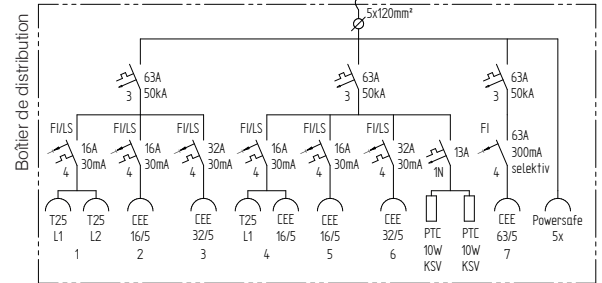 5x120mm²
Boîtier de distribution
63A 63A 63A
50kA 50kA 50kA
3 3 3
FI/LS FI/LS FI/LS FI/LS FI/LS FI/LS FI
16A 16A 32A 16A 16A 32A 13A 63A
30mA 30mA 30mA 30mA 30mA 30mA 300mA
selektiv
4 4 4 4 4 4 1N 4
T25 T25 CEE CEE T25 CEE CEE CEE PTC PTC CEE Powersafe
L1 L2 16/5 32/5 L1 16/5 16/5 32/5 10W 10W 63/5 5x
KSV KSV
1 2 3 4 5 6 7